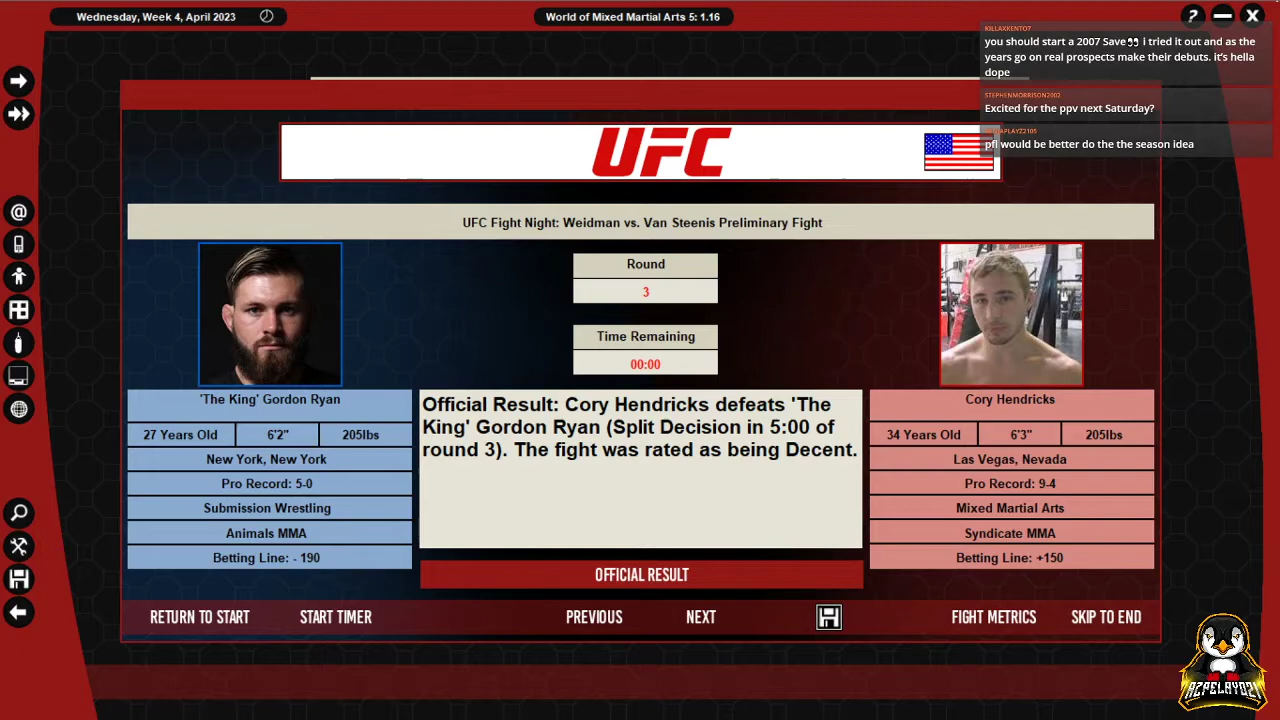 Wednesday, Week 4, April 2023
World of Mixed Martial Arts 5: 1.16
KILLAXKENTO7
you should start a 2007 Save👀 i tried it out and as the
years go on real prospects make their debuts. it's hella
dope
STEPHENMORRISON2002
Excited for the ppv next Saturday?
pfl would be better do the the season idea
UFC
UFC Fight Night: Weidman vs. Van Steenis Preliminary Fight
Round
3
Time Remaining
00:00
'The King' Gordon Ryan
27 Years Old
6'2"
205lbs
New York, New York
Pro Record: 5-0
Submission Wrestling
Animals MMA
Betting Line: - 190
Official Result: Cory Hendricks defeats 'The
King' Gordon Ryan (Split Decision in 5:00 of
round 3). The fight was rated as being Decent.
OFFICIAL RESULT
Cory Hendricks
34 Years Old
6'3"
205lbs
Las Vegas, Nevada
Pro Record: 9-4
Mixed Martial Arts
Syndicate MMA
Betting Line: +150
RETURN TO START
START TIMER
PREVIOUS
NEXT
FIGHT METRICS
SKIP TO END
AZPELAYO21